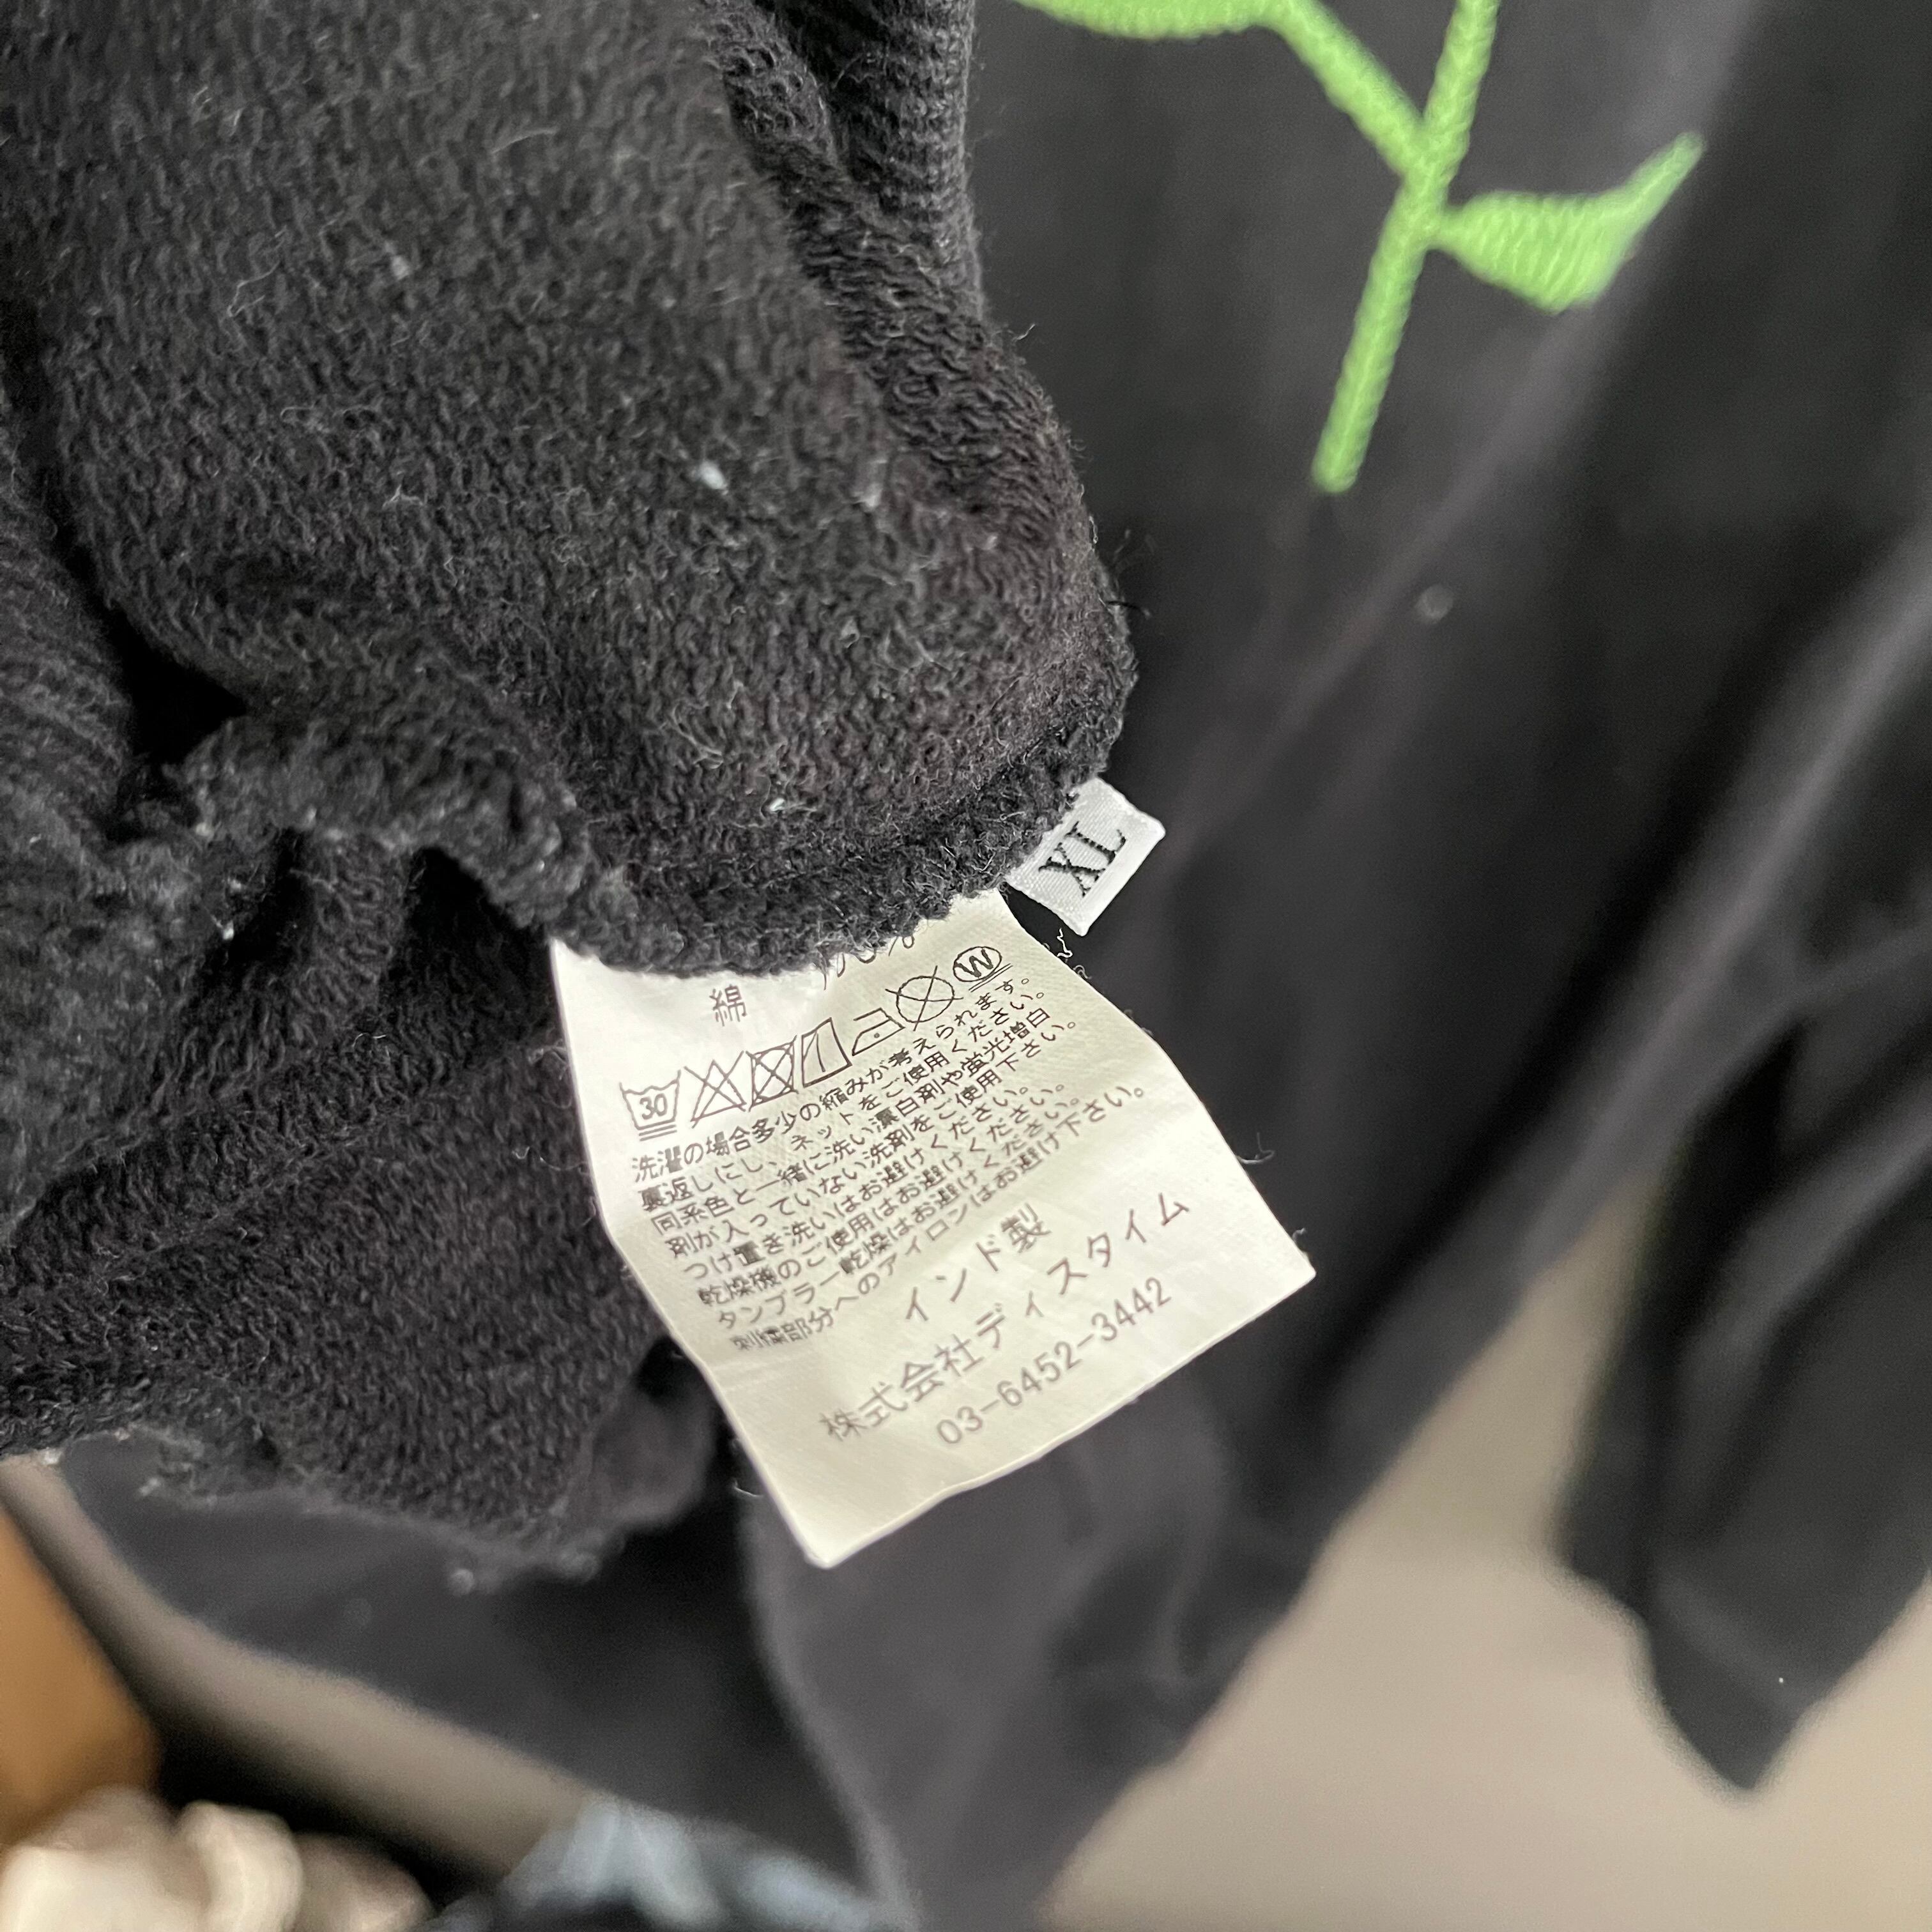 XL
綿
30 W
洗濯の場合多少の縮みが考えられます。
裏返しにし、ネットをご使用ください。
同系色と一緒に洗い漂白剤や蛍光増白
剤が入っていない洗剤をご使用下さい。
つけ置き洗いはお避けください。
乾燥機のご使用はお避けください。
タンブラー乾燥はお避けください。
刺繍部分へのアイロンはお避け下さい。
インド製
株式会社ディスタイム
03-6452-3442